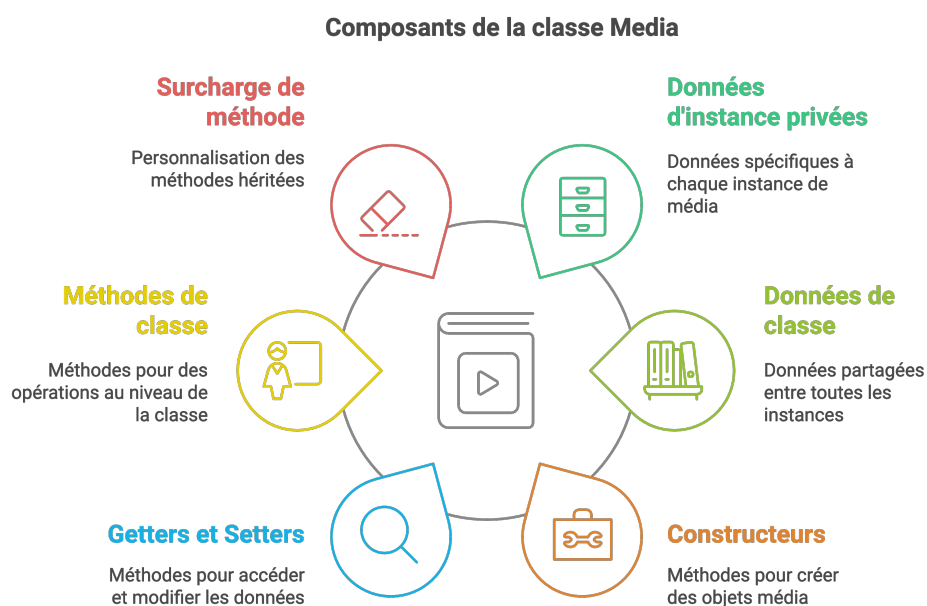 Composants de la classe Media
Surcharge de
méthode
Personnalisation des
méthodes héritées
Données
d'instance privées
Données spécifiques à
chaque instance de
média
Méthodes de
classe
Méthodes pour des
opérations au niveau de
la classe
Données de
classe
Données partagées
entre toutes les
instances
Getters et Setters
Méthodes pour accéder
et modifier les données
Constructeurs
Méthodes pour créer
des objets média